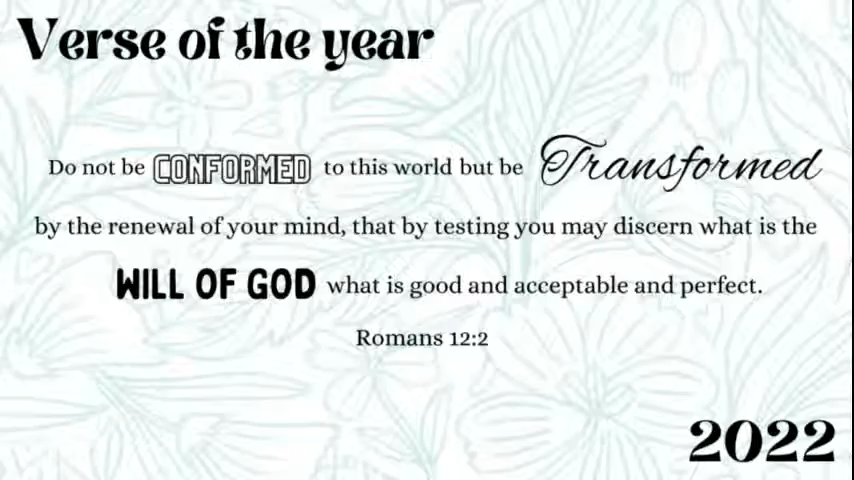 Verse of the year
Do not be CONFORMED to this world but be Transformed
by the renewal of your mind, that by testing you may discern what is the
WILL OF GOD what is good and acceptable and perfect.
Romans 12:2
2022